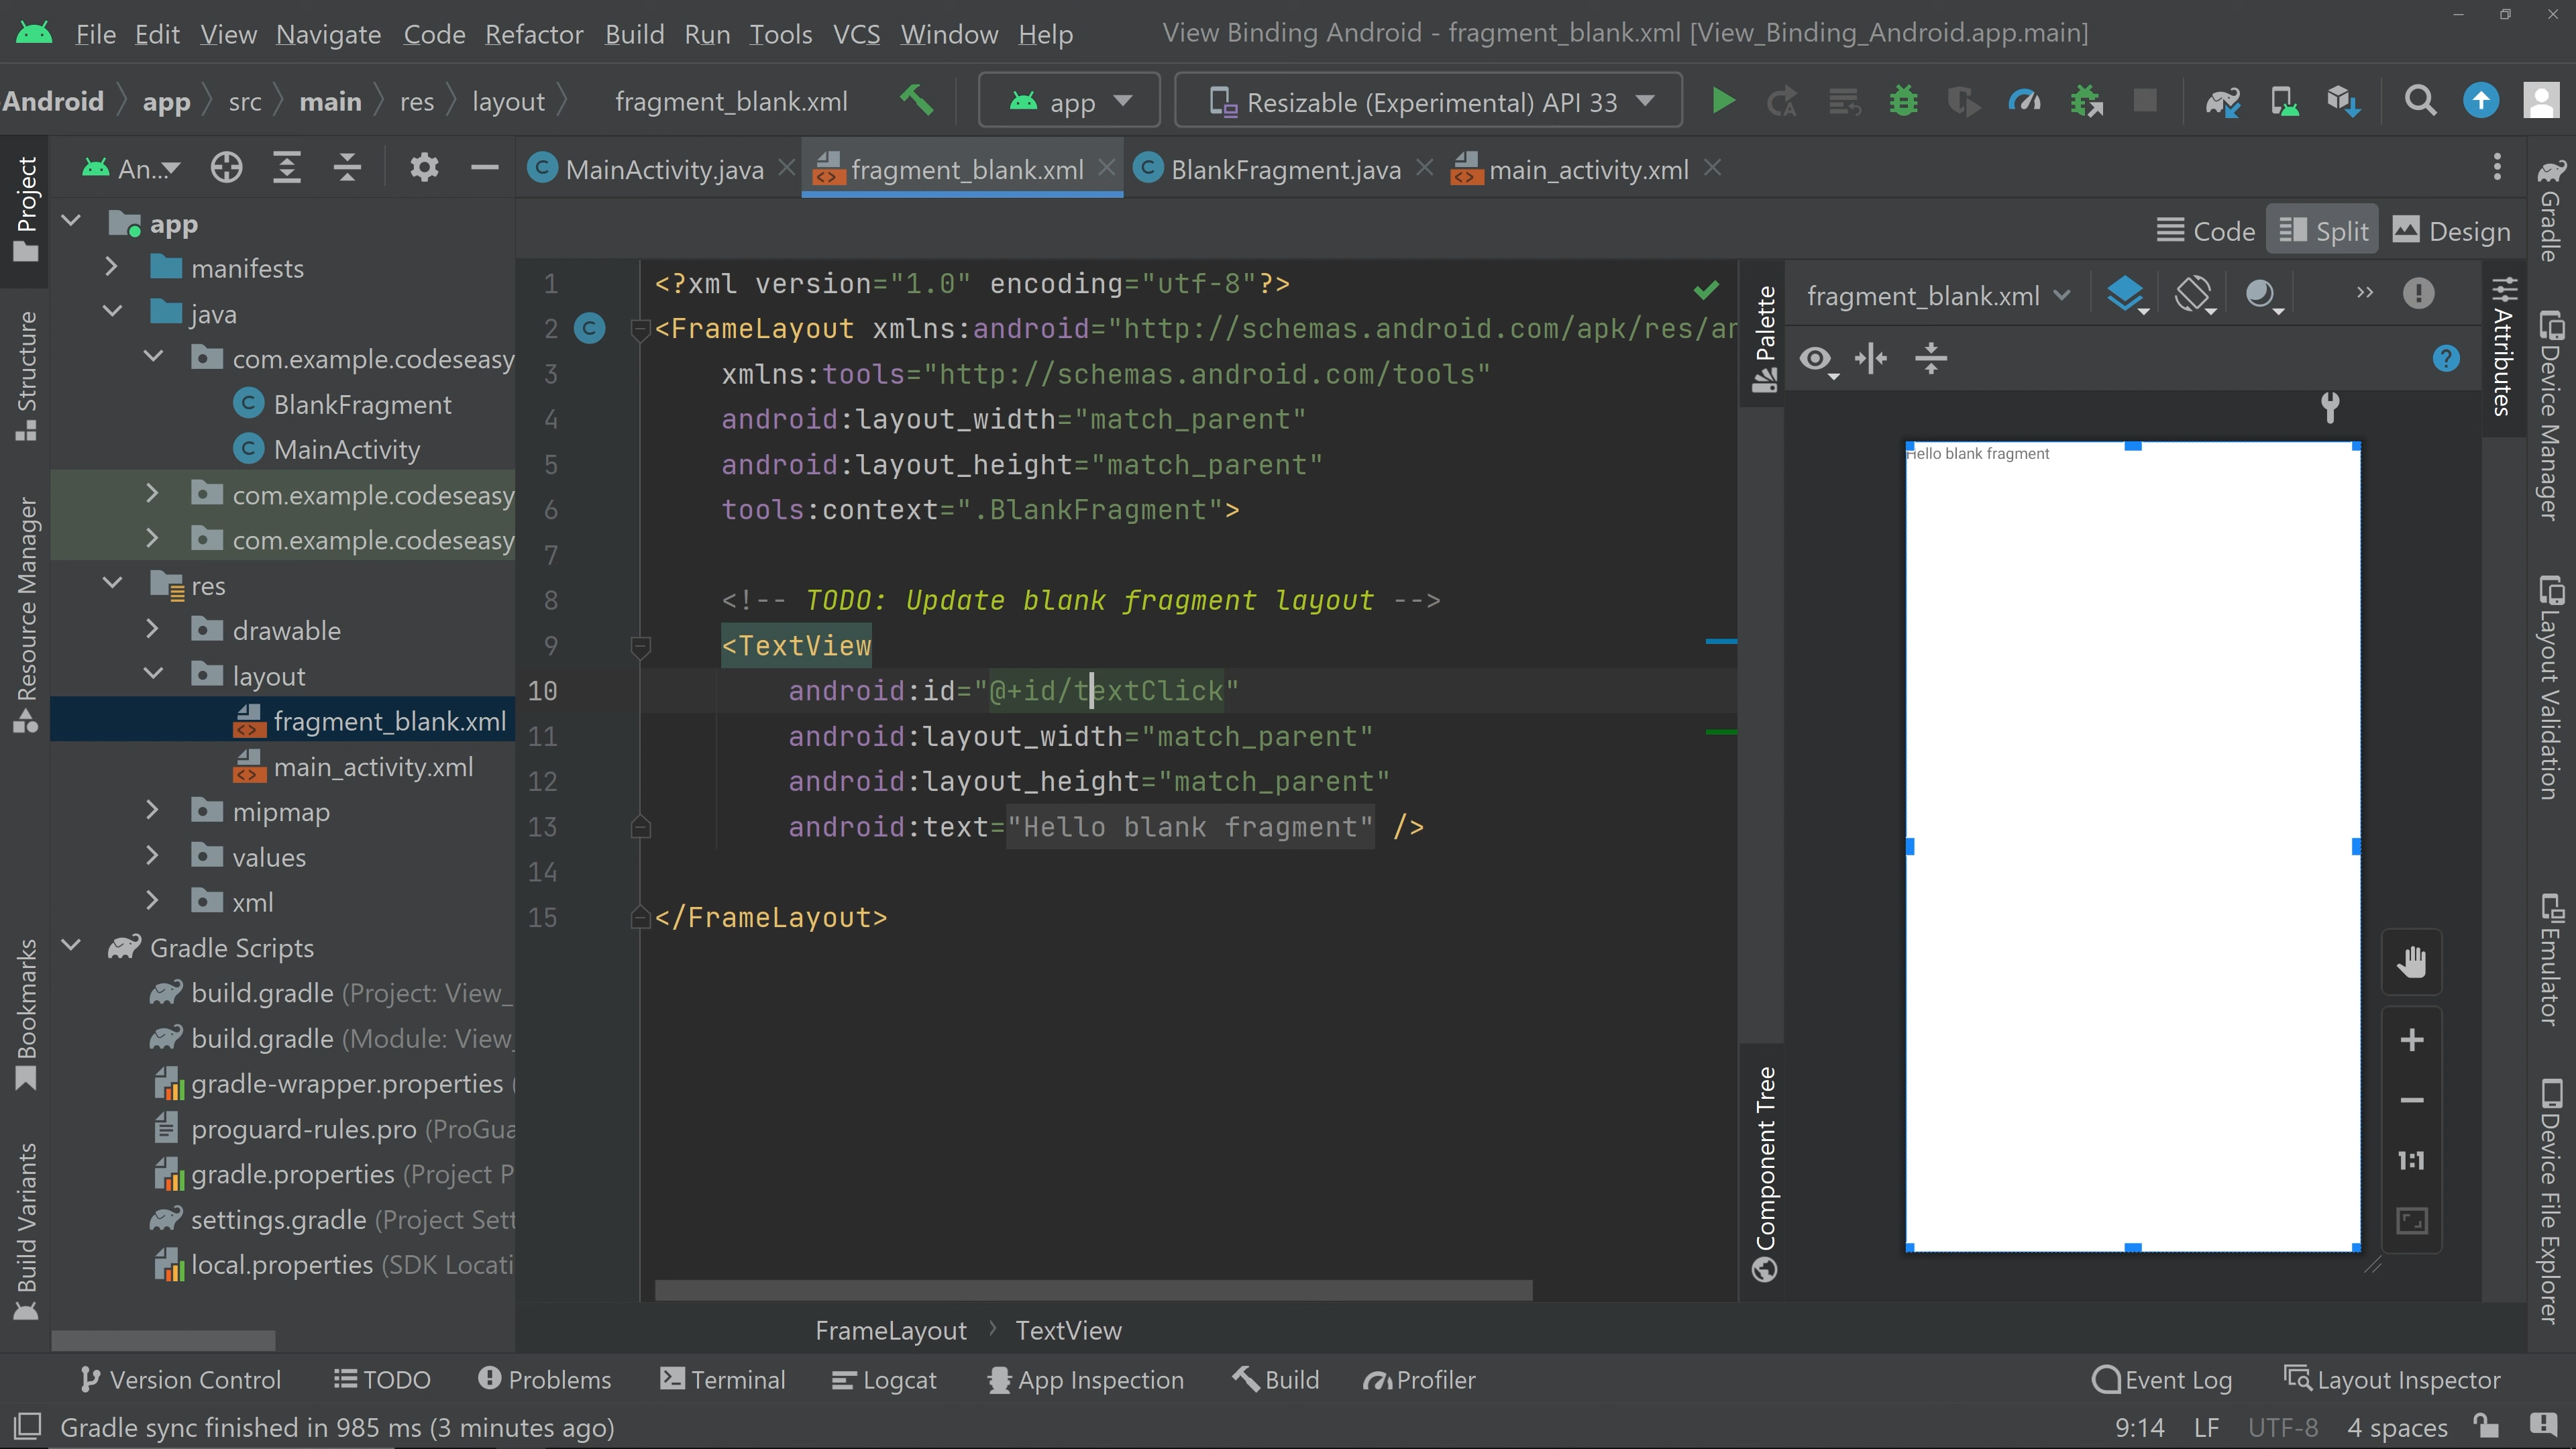 File Edit View Navigate Code Refactor Build Run Tools VCS Window Help
View Binding Android - fragment_blank.xml [View_Binding_Android.app.main]
Android app src main res layout fragment_blank.xml
app
Resizable (Experimental) API 33
An...
MainActivity.java
fragment_blank.xml
BlankFragment.java
main_activity.xml
Code
Split
Design
Project
Structure
Resource Manager
Bookmarks
Build Variants
app
manifests
java
com.example.codeseasy
BlankFragment
MainActivity
com.example.codeseasy
com.example.codeseasy
res
drawable
layout
fragment_blank.xml
main_activity.xml
mipmap
values
xml
Gradle Scripts
build.gradle (Project: View_
build.gradle (Module: View_
gradle-wrapper.properties (
proguard-rules.pro (ProGua
gradle.properties (Project P
settings.gradle (Project Sett
local.properties (SDK Locati
1 <?xml version="1.0" encoding="utf-8"?>
2 <FrameLayout xmlns:android="http://schemas.android.com/apk/res/an
3 xmlns:tools="http://schemas.android.com/tools"
4 android:layout_width="match_parent"
5 android:layout_height="match_parent"
6 tools:context=".BlankFragment">
7
8 <!-- TODO: Update blank fragment layout -->
9 <TextView
10 android:id="@+id/textClick"
11 android:layout_width="match_parent"
12 android:layout_height="match_parent"
13 android:text="Hello blank fragment" />
14
15 </FrameLayout>
FrameLayout TextView
Palette
Component Tree
fragment_blank.xml
Hello blank fragment
1:1
Attributes
Gradle
Device Manager
Layout Validation
Emulator
Device File Explorer
Version Control
TODO
Problems
Terminal
Logcat
App Inspection
Build
Profiler
Event Log
Layout Inspector
Gradle sync finished in 985 ms (3 minutes ago)
9:14 LF UTF-8 4 spaces